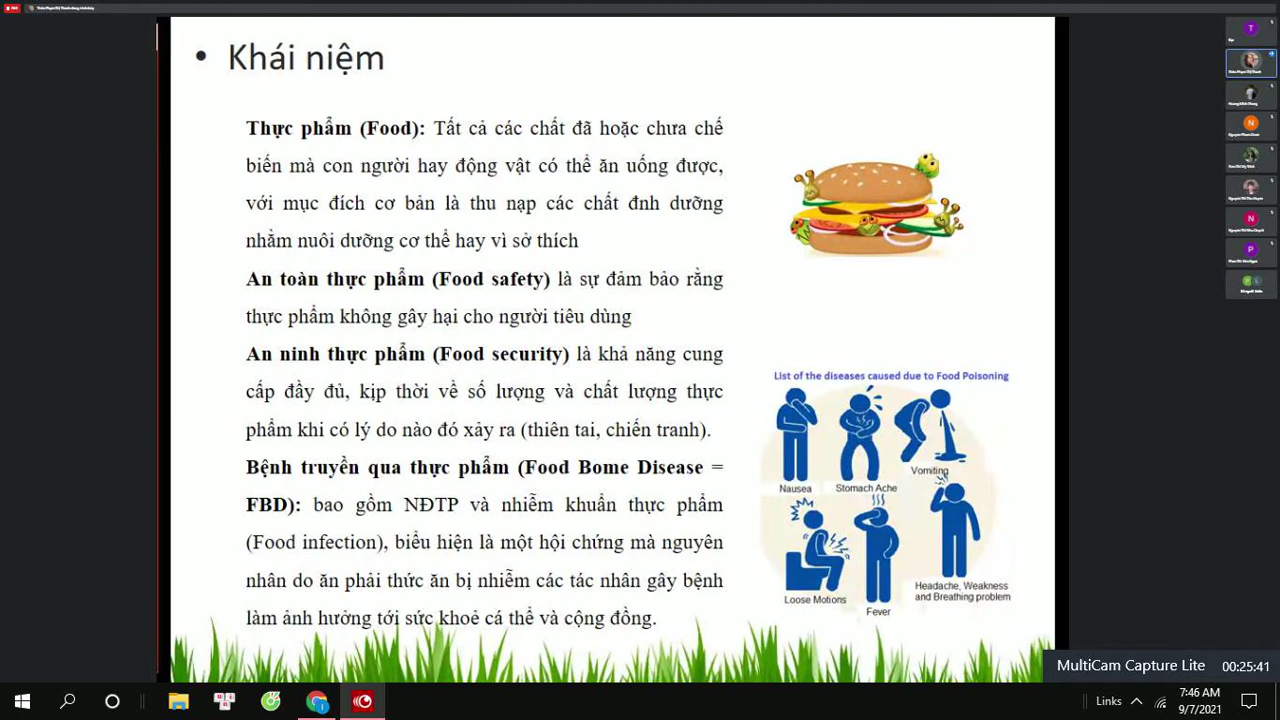 • Khái niệm
Thực phẩm (Food): Tất cả các chất đã hoặc chưa chế
biến mà con người hay động vật có thể ăn uống được,
với mục đích cơ bản là thu nạp các chất đnh dưỡng
nhằm nuôi dưỡng cơ thể hay vì sở thích
An toàn thực phẩm (Food safety) là sự đảm bảo rằng
thực phẩm không gây hại cho người tiêu dùng
An ninh thực phẩm (Food security) là khả năng cung
cấp đầy đủ, kịp thời về số lượng và chất lượng thực
phẩm khi có lý do nào đó xảy ra (thiên tai, chiến tranh).
Bệnh truyền qua thực phẩm (Food Bome Disease =
FBD): bao gồm NĐTP và nhiễm khuẩn thực phẩm
(Food infection), biểu hiện là một hội chứng mà nguyên
nhân do ăn phải thức ăn bị nhiễm các tác nhân gây bệnh
làm ảnh hưởng tới sức khoẻ cá thể và cộng đồng.
List of the diseases caused due to Food Poisoning
Nausea
Stomach Ache
Vomiting
Loose Motions
Fever
Headache, Weakness
and Breathing problem
T
N
N
P
MultiCam Capture Lite 00:25:41
Links
7:46 AM
9/7/2021